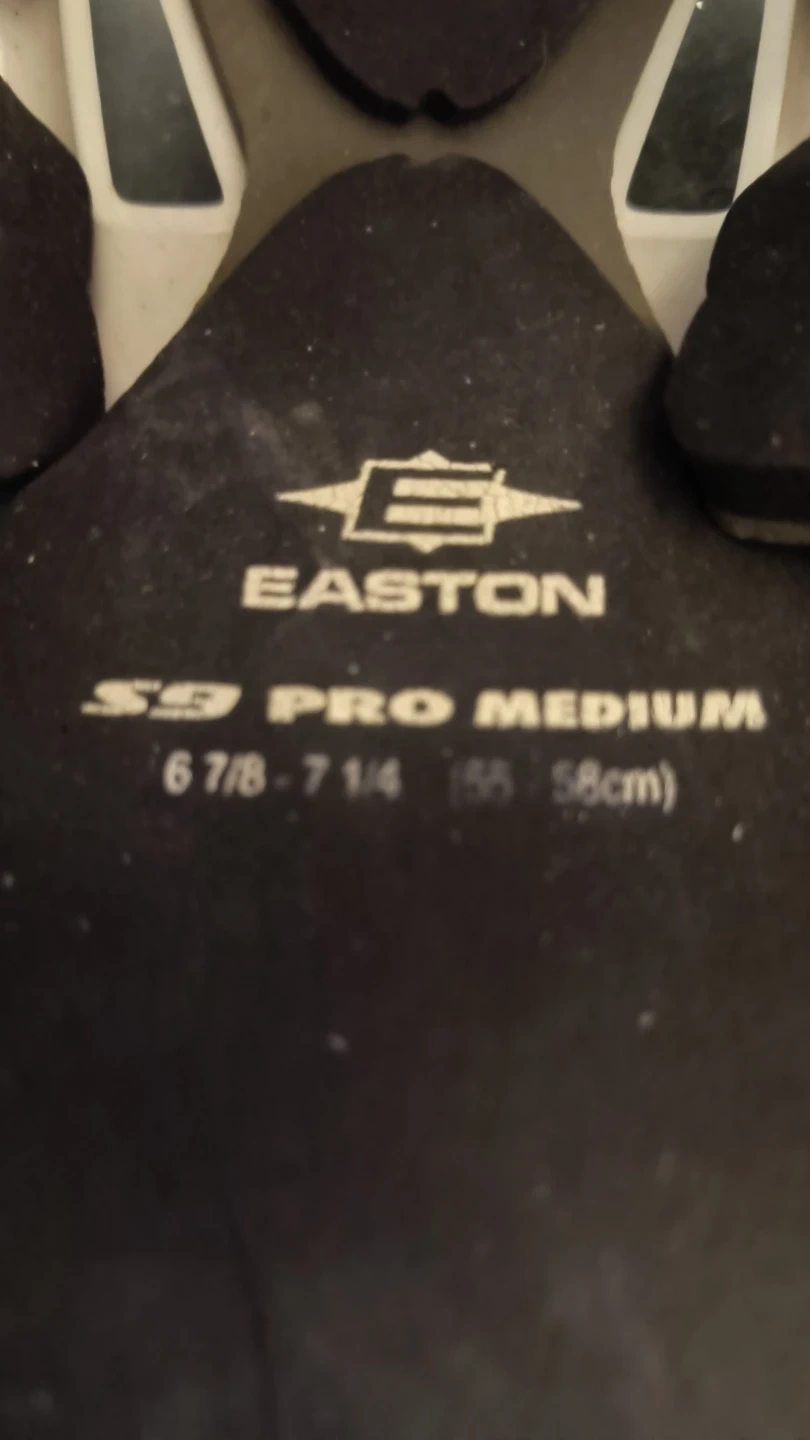 E
EASTON
S9 PRO MEDIUM
6 7/8 - 7 1/4 (55 - 58cm)